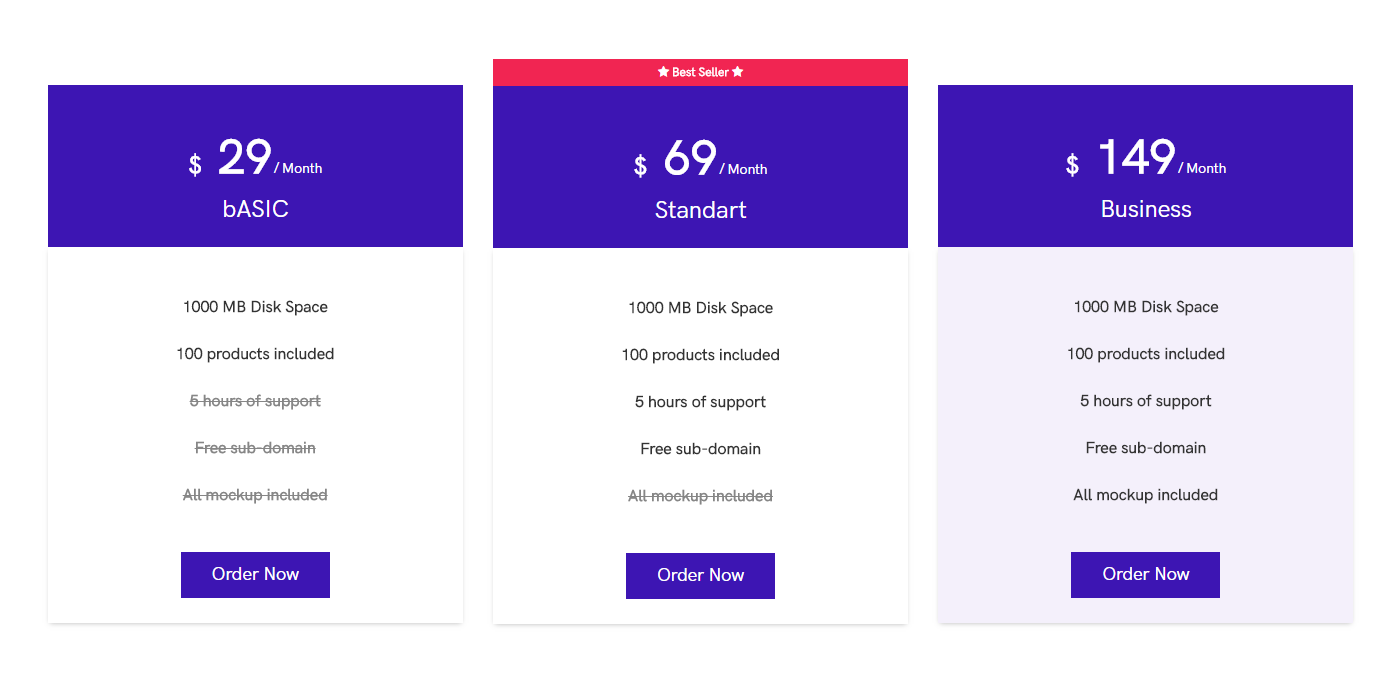 $ 29 / Month
bASIC
1000 MB Disk Space
100 products included
5 hours of support
Free sub-domain
All mockup included
Order Now
★ Best Seller ★
$ 69 / Month
Standart
1000 MB Disk Space
100 products included
5 hours of support
Free sub-domain
All mockup included
Order Now
$ 149 / Month
Business
1000 MB Disk Space
100 products included
5 hours of support
Free sub-domain
All mockup included
Order Now